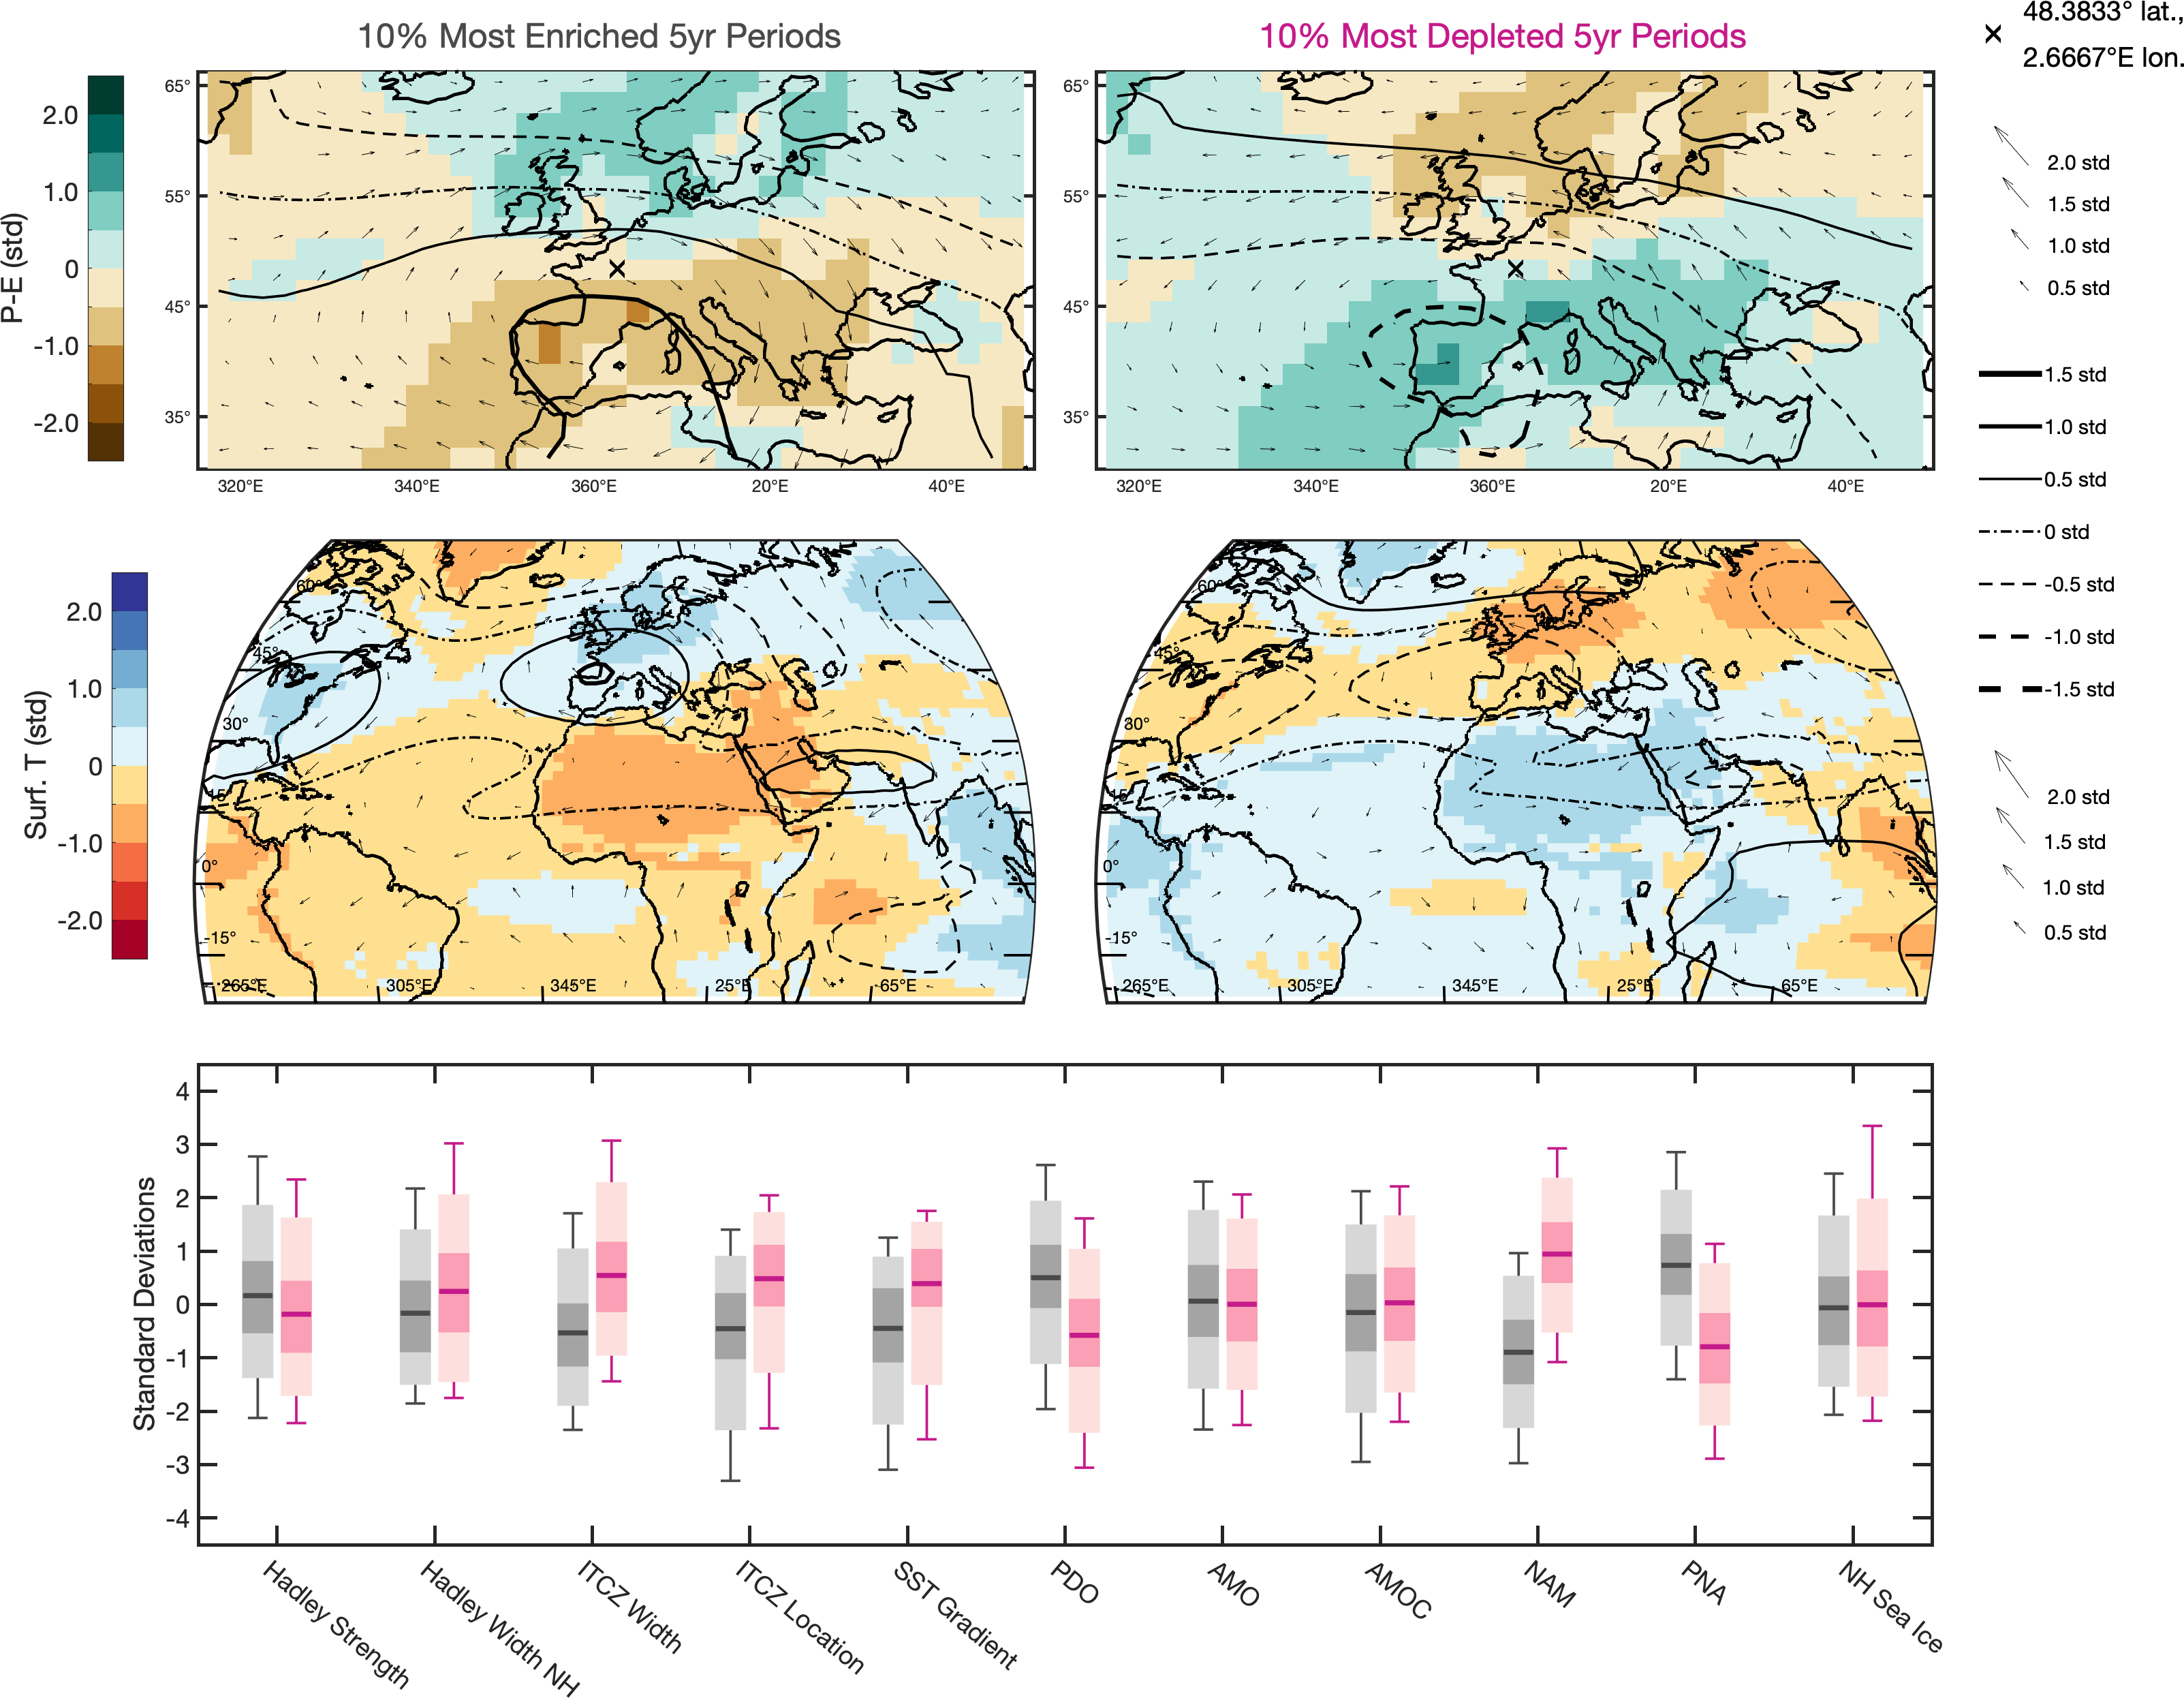 10% Most Enriched 5yr Periods
10% Most Depleted 5yr Periods
48.3833° lat.,
2.6667°E lon.
P-E (std)
2.0
1.0
0
-1.0
-2.0
65°
55°
45°
35°
320°E
340°E
360°E
20°E
40°E
65°
55°
45°
35°
320°E
340°E
360°E
20°E
40°E
2.0 std
1.5 std
1.0 std
0.5 std
1.5 std
1.0 std
0.5 std
0 std
-0.5 std
-1.0 std
-1.5 std
Surf. T (std)
2.0
1.0
0
-1.0
-2.0
60°
45°
30°
15°
0°
-15°
265°E
305°E
345°E
25°E
65°E
60°
45°
30°
15°
0°
-15°
265°E
305°E
345°E
25°E
65°E
2.0 std
1.5 std
1.0 std
0.5 std
Standard Deviations
4
3
2
1
0
-1
-2
-3
-4
Hadley Strength
Hadley Width NH
ITCZ Width
ITCZ Location
SST Gradient
PDO
AMO
AMOC
NAM
PNA
NH Sea Ice